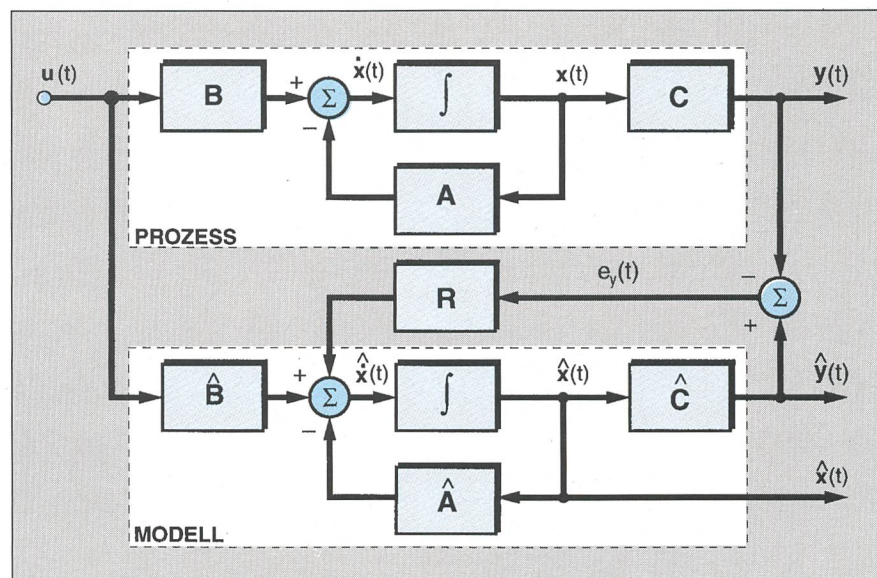 u(t)
B
+
Σ
−
ẋ(t)
∫
x(t)
C
y(t)
A
PROZESS
R
e_y(t)
−
Σ
+
B̂
+
Σ
−
x̂̇(t)
∫
x̂(t)
Ĉ
ŷ(t)
Â
x̂(t)
MODELL